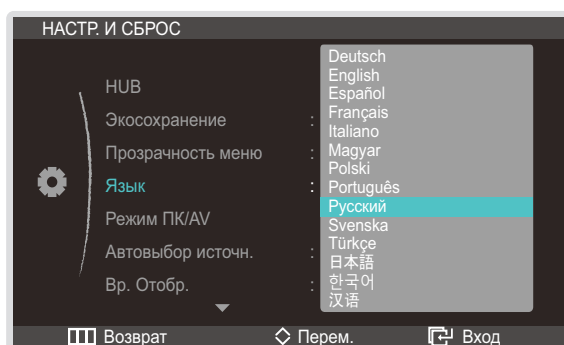 НАСТР. И СБРОС
HUB
Экосохранение :
Прозрачность меню :
Язык :
Режим ПК/AV
Автовыбор источн. :
Вр. Отобр. :
Deutsch
English
Español
Français
Italiano
Magyar
Polski
Português
Русский
Svenska
Türkçe
日本語
한국어
汉语
Возврат
Перем.
Вход